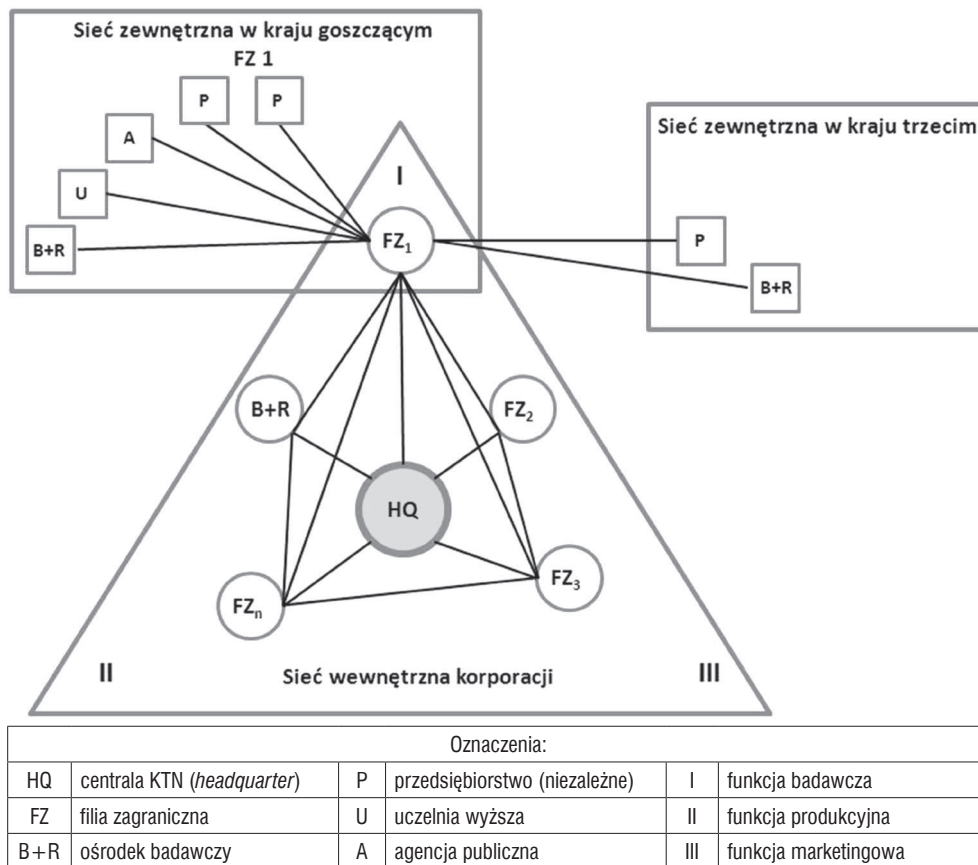 Sieć zewnętrzna w kraju goszczącym
FZ 1
P P
A
U
B+R
Sieć zewnętrzna w kraju trzecim
P
B+R
I
FZ₁
B+R
FZ₂
HQ
FZₙ
FZ₃
II
Sieć wewnętrzna korporacji
III
Oznaczenia:
HQ centrala KTN (headquarter) P przedsiębiorstwo (niezależne) I funkcja badawcza
FZ filia zagraniczna U uczelnia wyższa II funkcja produkcyjna
B+R ośrodek badawczy A agencja publiczna III funkcja marketingowa